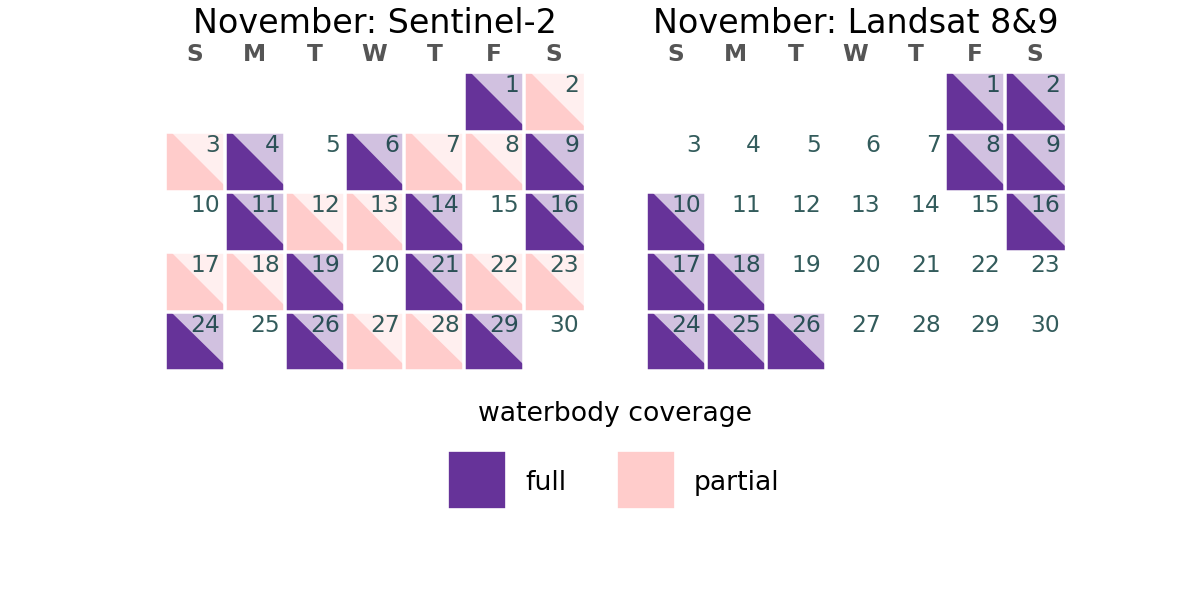 November: Sentinel-2
S M T W T F S
1 2
3 4 5 6 7 8 9
10 11 12 13 14 15 16
17 18 19 20 21 22 23
24 25 26 27 28 29 30
November: Landsat 8&9
S M T W T F S
1 2
3 4 5 6 7 8 9
10 11 12 13 14 15 16
17 18 19 20 21 22 23
24 25 26 27 28 29 30
waterbody coverage
full partial